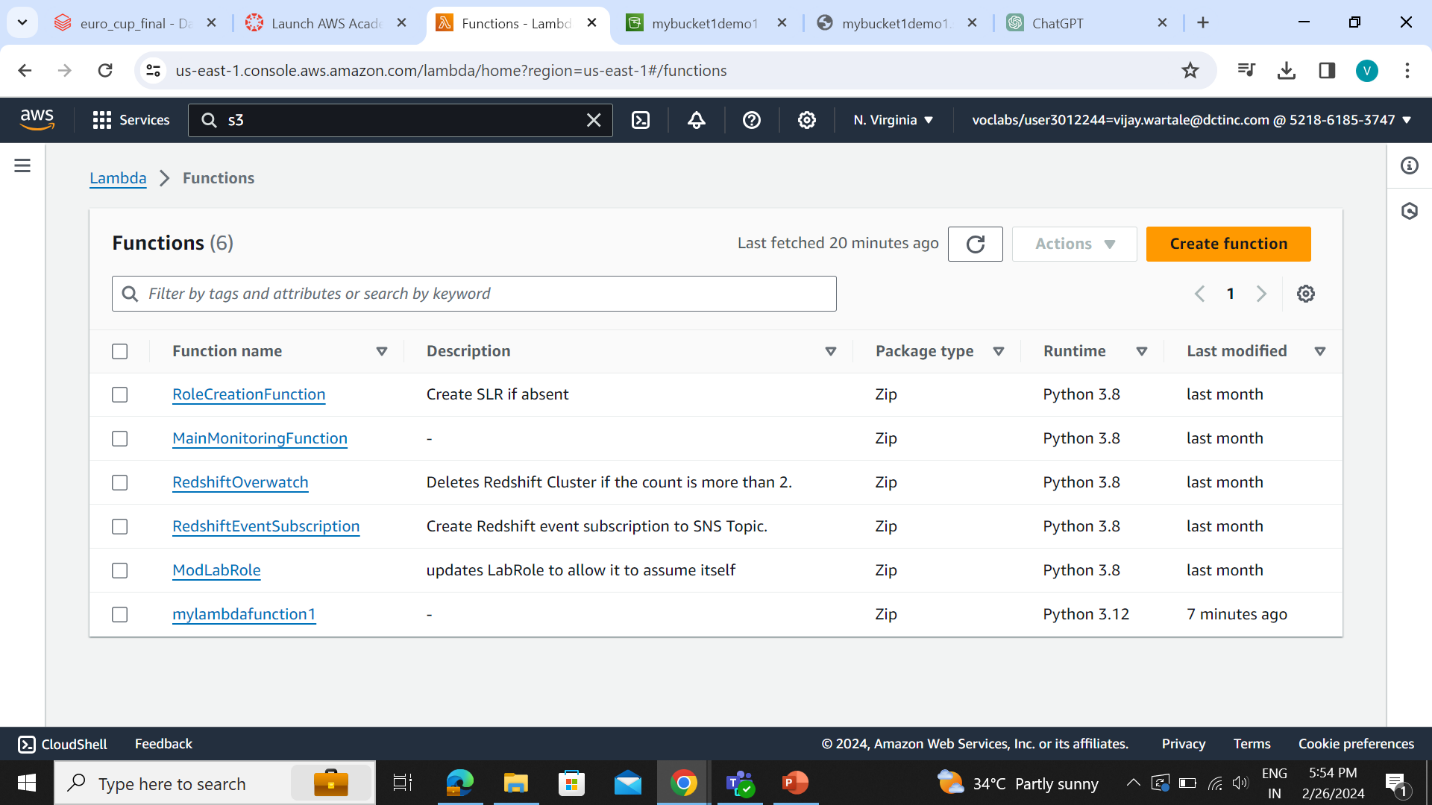 euro_cup_final - Da
Launch AWS Acade
Functions - Lambd
mybucket1demo1
mybucket1demo1.
ChatGPT
us-east-1.console.aws.amazon.com/lambda/home?region=us-east-1#/functions
V
aws
Services
s3
N. Virginia
voclabs/user3012244=vijay.wartale@dctinc.com @ 5218-6185-3747
Lambda > Functions
Functions (6)
Last fetched 20 minutes ago
Actions
Create function
Filter by tags and attributes or search by keyword
1
Function name Description Package type Runtime Last modified
RoleCreationFunction Create SLR if absent Zip Python 3.8 last month
MainMonitoringFunction - Zip Python 3.8 last month
RedshiftOverwatch Deletes Redshift Cluster if the count is more than 2. Zip Python 3.8 last month
RedshiftEventSubscription Create Redshift event subscription to SNS Topic. Zip Python 3.8 last month
ModLabRole updates LabRole to allow it to assume itself Zip Python 3.8 last month
mylambdafunction1 - Zip Python 3.12 7 minutes ago
CloudShell Feedback © 2024, Amazon Web Services, Inc. or its affiliates. Privacy Terms Cookie preferences
Type here to search
34°C Partly sunny
ENG
IN
5:54 PM
2/26/2024
1